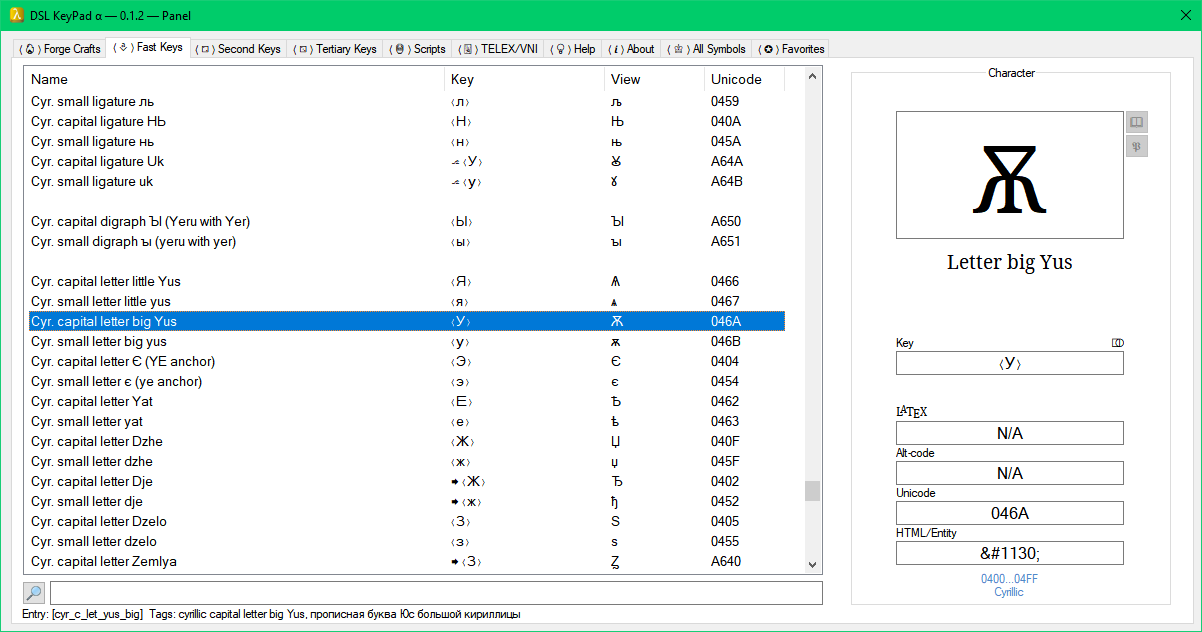 DSL KeyPad α — 0.1.2 — Panel
Forge Crafts
Fast Keys
Second Keys
Tertiary Keys
Scripts
TELEX/VNI
Help
About
All Symbols
Favorites
Name Key View Unicode
Cyr. small ligature ль ⟨л⟩ љ 0459
Cyr. capital ligature НЬ ⟨Н⟩ Њ 040A
Cyr. small ligature нь ⟨н⟩ њ 045A
Cyr. capital ligature Uk ⟨У⟩ Ꙋ A64A
Cyr. small ligature uk ⟨у⟩ ꙋ A64B
Cyr. capital digraph ЪІ (Yeru with Yer) ⟨Ы⟩ Ꙑ A650
Cyr. small digraph ъı (yeru with yer) ⟨ы⟩ ꙑ A651
Cyr. capital letter little Yus ⟨Я⟩ Ѧ 0466
Cyr. small letter little yus ⟨я⟩ ѧ 0467
Cyr. capital letter big Yus ⟨У⟩ Ѫ 046A
Cyr. small letter big yus ⟨у⟩ ѫ 046B
Cyr. capital letter Є (YE anchor) ⟨Э⟩ Є 0404
Cyr. small letter є (ye anchor) ⟨э⟩ є 0454
Cyr. capital letter Yat ⟨Е⟩ Ѣ 0462
Cyr. small letter yat ⟨е⟩ ѣ 0463
Cyr. capital letter Dzhe ⟨Ж⟩ Џ 040F
Cyr. small letter dzhe ⟨ж⟩ џ 045F
Cyr. capital letter Dje ➡ ⟨Ж⟩ Ђ 0402
Cyr. small letter dje ➡ ⟨ж⟩ ђ 0452
Cyr. capital letter Dzelo ⟨З⟩ Ѕ 0405
Cyr. small letter dzelo ⟨з⟩ ѕ 0455
Cyr. capital letter Zemlya ➡ ⟨З⟩ Ꙁ A640
Entry: [cyr_c_let_yus_big] Tags: cyrillic capital letter big Yus, прописная буква Юс большой кириллицы
Character
Ѫ
Letter big Yus
Key
⟨У⟩
LATEX
N/A
Alt-code
N/A
Unicode
046A
HTML/Entity
&#1130;
0400...04FF
Cyrillic